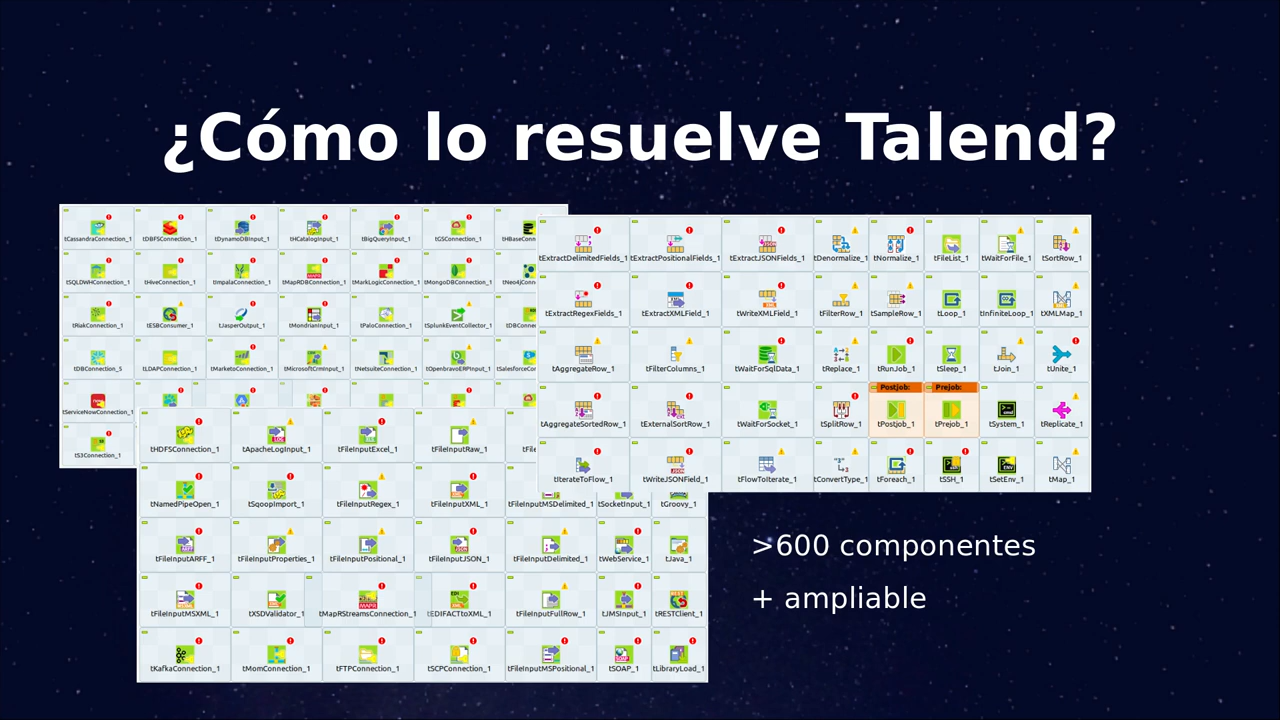 ¿Cómo lo resuelve Talend?
tCassandraConnection_1 tDBFSConnection_1 tDynamoDBInput_1 tHCatalogInput_1 tBigQueryInput_1 tGSConnection_1
tSQLDWHConnection_1 tHiveConnection_1 tImpalaConnection_1 tMapRDBConnection_1 tMarkLogicConnection_1 tMongoDBConnection_1
tRiakConnection_1 tESBConsumer_1 tJasperOutput_1 tMondrianInput_1 tPaloConnection_1 tSplunkEventCollector_1
tDBConnection_5 tLDAPConnection_1 tMarketoConnection_1 tMicrosoftCrmInput_1 tNetsuiteConnection_1 tOpenbravoERPInput_1
tServiceNowConnection_1
tS3Connection_1
tExtractDelimitedFields_1 tExtractPositionalFields_1 tExtractJSONFields_1 tDenormalize_1 tNormalize_1 tFileList_1 tWaitForFile_1 tSortRow_1
tExtractRegexFields_1 tExtractXMLField_1 tWriteXMLField_1 tFilterRow_1 tSampleRow_1 tLoop_1 tInfiniteLoop_1 tXMLMap_1
tAggregateRow_1 tFilterColumns_1 tWaitForSqlData_1 tReplace_1 tRunJob_1 tSleep_1 tJoin_1 tUnite_1
Postjob: Prejob:
tAggregateSortedRow_1 tExternalSortRow_1 tWaitForSocket_1 tSplitRow_1 tPostjob_1 tPrejob_1 tSystem_1 tReplicate_1
tIterateToFlow_1 tWriteJSONField_1 tFlowToIterate_1 tConvertType_1 tForeach_1 tSSH_1 tSetEnv_1 tMap_1
tHDFSConnection_1 tApacheLogInput_1 tFileInputExcel_1 tFileInputRaw_1
tNamedPipeOpen_1 tSqoopImport_1 tFileInputRegex_1 tFileInputXML_1 tFileInputMSDelimited_1 tSocketInput_1 tGroovy_1
tFileInputARFF_1 tFileInputProperties_1 tFileInputPositional_1 tFileInputJSON_1 tFileInputDelimited_1 tWebService_1 tJava_1
tFileInputMSXML_1 tXSDValidator_1 tMapRStreamsConnection_1 tEDIFACTtoXML_1 tFileInputFullRow_1 tJMSInput_1 tRESTClient_1
tKafkaConnection_1 tMomConnection_1 tFTPConnection_1 tSCPConnection_1 tFileInputMSPositional_1 tSOAP_1 tLibraryLoad_1
>600 componentes
+ ampliable